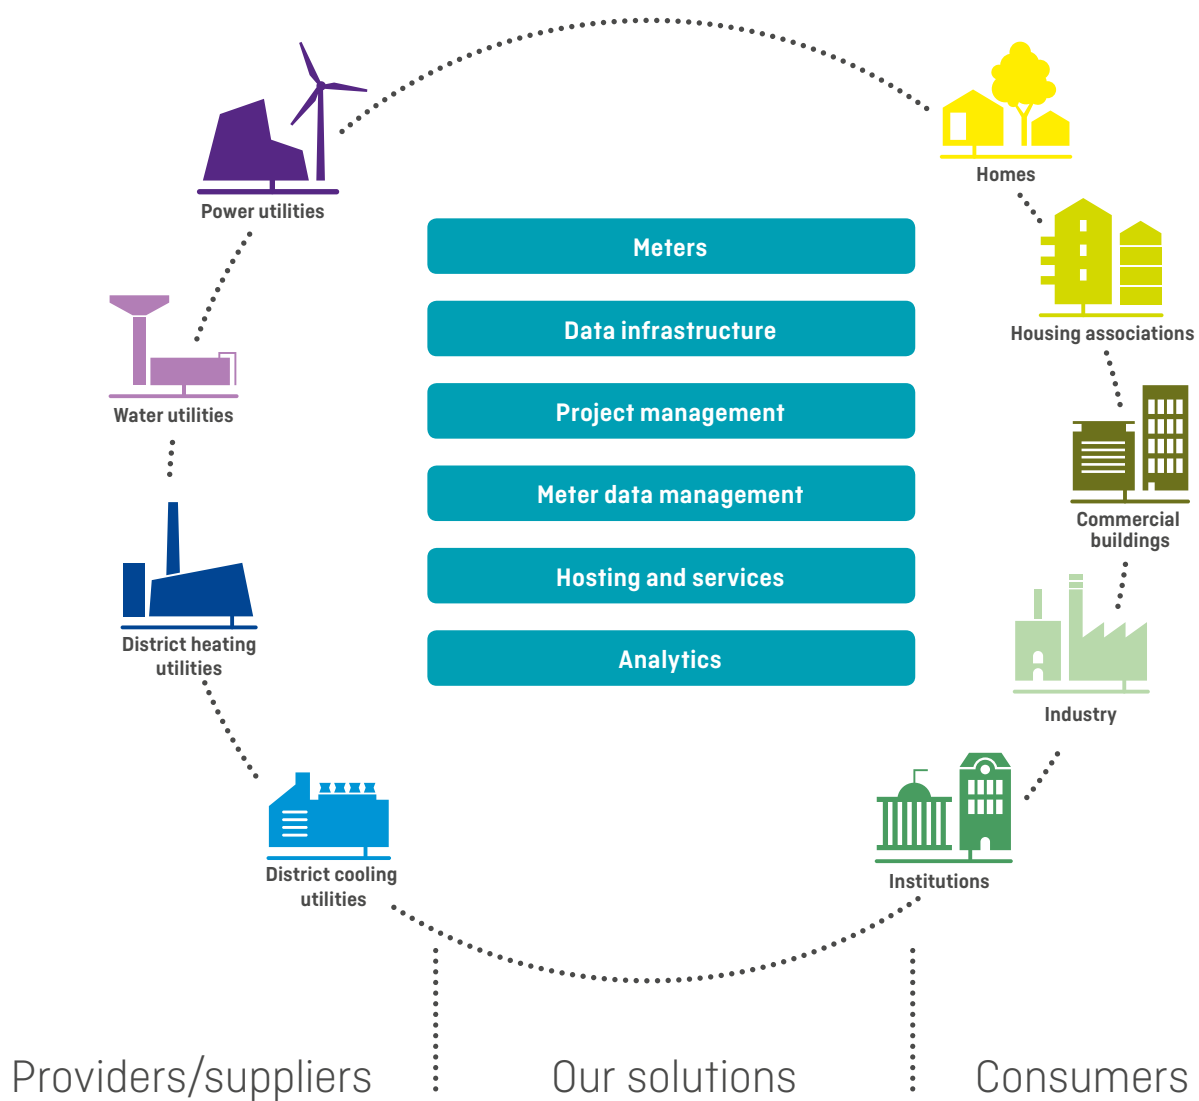 Power utilities
Water utilities
District heating
utilities
District cooling
utilities
Meters
Data infrastructure
Project management
Meter data management
Hosting and services
Analytics
Homes
Housing associations
Commercial
buildings
Industry
Institutions
Providers/suppliers
Our solutions
Consumers